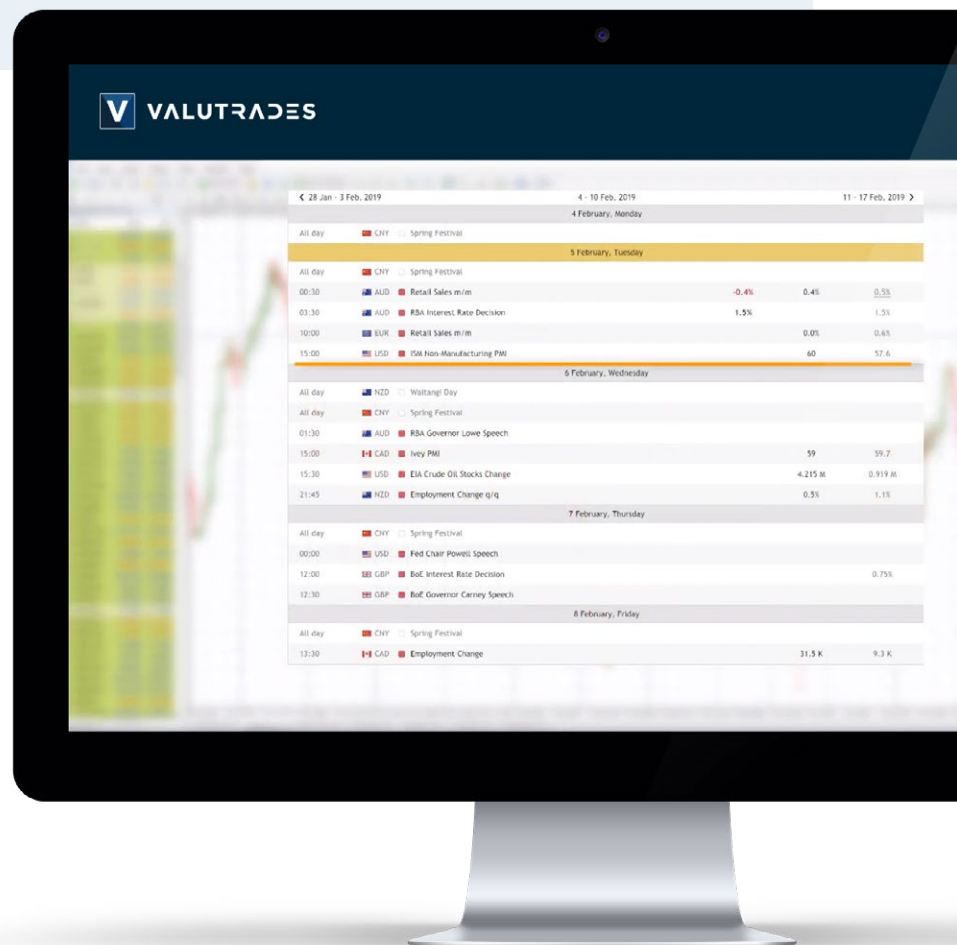 V VALUTRADES
< 28 Jan - 3 Feb, 2019 4 - 10 Feb, 2019 11 - 17 Feb, 2019 >
4 February, Monday
All day CNY Spring Festival
5 February, Tuesday
All day CNY Spring Festival
00:30 AUD Retail Sales m/m -0.4% 0.4% 0.5%
03:30 AUD RBA Interest Rate Decision 1.5% 1.5%
10:00 EUR Retail Sales m/m 0.0% 0.6%
15:00 USD ISM Non-Manufacturing PMI 60 57.6
6 February, Wednesday
All day NZD Waitangi Day
All day CNY Spring Festival
01:30 AUD RBA Governor Lowe Speech
15:00 CAD Ivey PMI 59 59.7
15:30 USD EIA Crude Oil Stocks Change 4.215 M 0.919 M
21:45 NZD Employment Change q/q 0.5% 1.1%
7 February, Thursday
All day CNY Spring Festival
00:00 USD Fed Chair Powell Speech
12:00 GBP BoE Interest Rate Decision 0.75%
12:30 GBP BoE Governor Carney Speech
8 February, Friday
All day CNY Spring Festival
13:30 CAD Employment Change 31.5 K 9.3 K